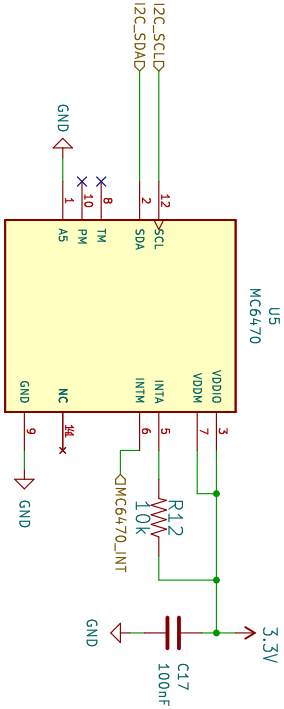 I2C_SCL
I2C_SDA
GND
1
10
8
2
12
A5
PM
TM
SDA
SCL
U5
MC6470
GND
NC
INTM
INTA
VDDM
VDDIO
9
6
5
7
3
GND
MC6470_INT
R12
10k
3.3V
GND
C17
100nF